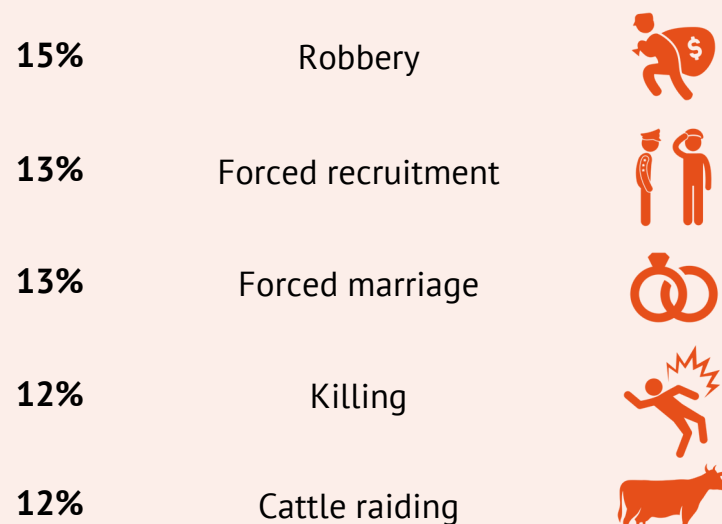 15% Robbery $
13% Forced recruitment
13% Forced marriage
12% Killing
12% Cattle raiding